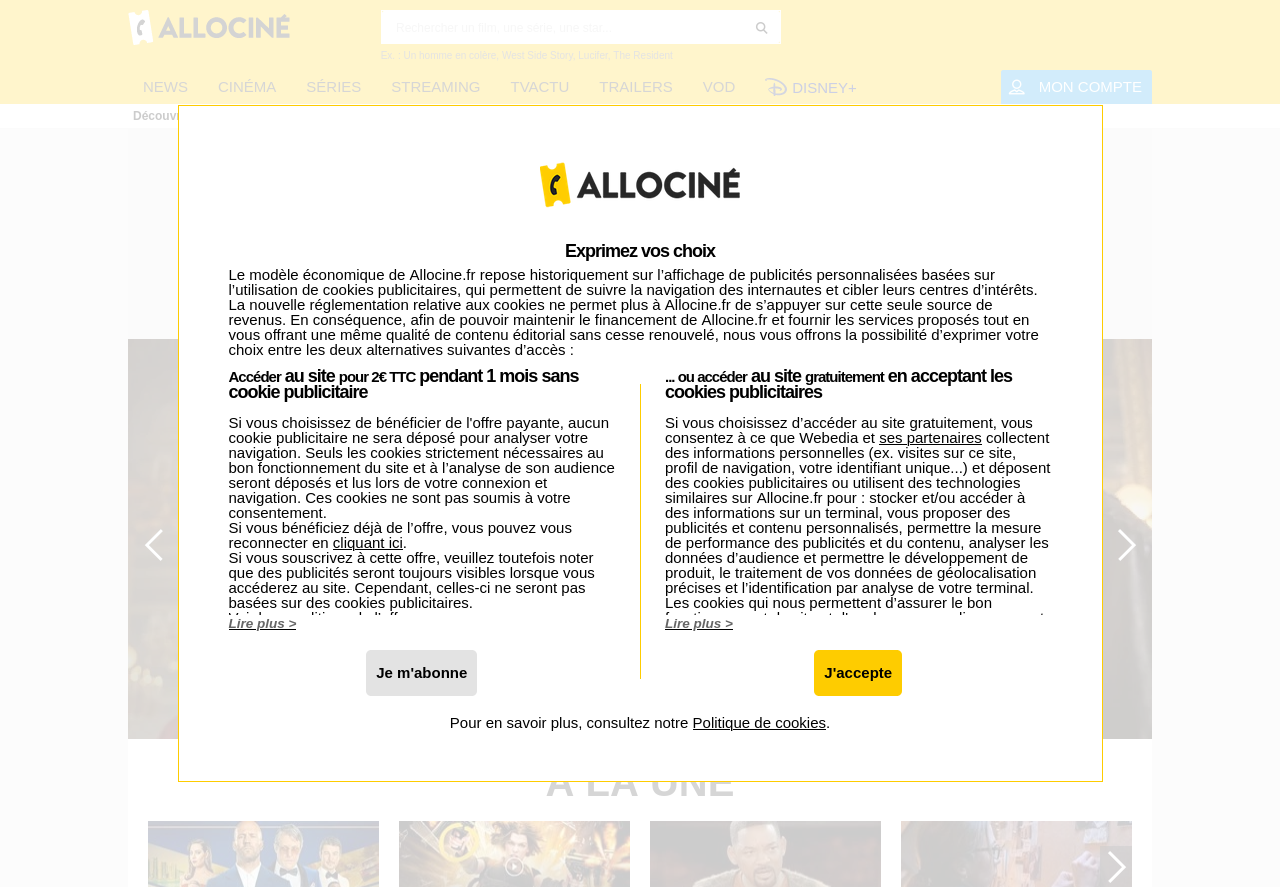 ALLOCINÉ
Rechercher un film, une série, une star...
Ex. : Un homme en colère, West Side Story, Lucifer, The Resident
NEWS CINÉMA SÉRIES STREAMING TVACTU TRAILERS VOD DISNEY+ MON COMPTE
ALLOCINÉ
Exprimez vos choix
Le modèle économique de Allocine.fr repose historiquement sur l’affichage de publicités personnalisées basées sur
l’utilisation de cookies publicitaires, qui permettent de suivre la navigation des internautes et cibler leurs centres d’intérêts.
La nouvelle réglementation relative aux cookies ne permet plus à Allocine.fr de s’appuyer sur cette seule source de
revenus. En conséquence, afin de pouvoir maintenir le financement de Allocine.fr et fournir les services proposés tout en
vous offrant une même qualité de contenu éditorial sans cesse renouvelé, nous vous offrons la possibilité d’exprimer votre
choix entre les deux alternatives suivantes d’accès :
Accéder au site pour 2€ TTC pendant 1 mois sans
cookie publicitaire
Si vous choisissez de bénéficier de l'offre payante, aucun
cookie publicitaire ne sera déposé pour analyser votre
navigation. Seuls les cookies strictement nécessaires au
bon fonctionnement du site et à l’analyse de son audience
seront déposés et lus lors de votre connexion et
navigation. Ces cookies ne sont pas soumis à votre
consentement.
Si vous bénéficiez déjà de l’offre, vous pouvez vous
reconnecter en cliquant ici.
Si vous souscrivez à cette offre, veuillez toutefois noter
que des publicités seront toujours visibles lorsque vous
accéderez au site. Cependant, celles-ci ne seront pas
basées sur des cookies publicitaires.
Lire plus >
Je m'abonne
... ou accéder au site gratuitement en acceptant les
cookies publicitaires
Si vous choisissez d’accéder au site gratuitement, vous
consentez à ce que Webedia et ses partenaires collectent
des informations personnelles (ex. visites sur ce site,
profil de navigation, votre identifiant unique...) et déposent
des cookies publicitaires ou utilisent des technologies
similaires sur Allocine.fr pour : stocker et/ou accéder à
des informations sur un terminal, vous proposer des
publicités et contenu personnalisés, permettre la mesure
de performance des publicités et du contenu, analyser les
données d’audience et permettre le développement de
produit, le traitement de vos données de géolocalisation
précises et l’identification par analyse de votre terminal.
Les cookies qui nous permettent d’assurer le bon
Lire plus >
J'accepte
Pour en savoir plus, consultez notre Politique de cookies.
À LA UNE